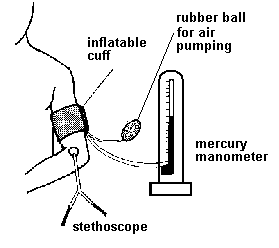 rubber ball
for air
pumping
inflatable
cuff
mercury
manometer
stethoscope